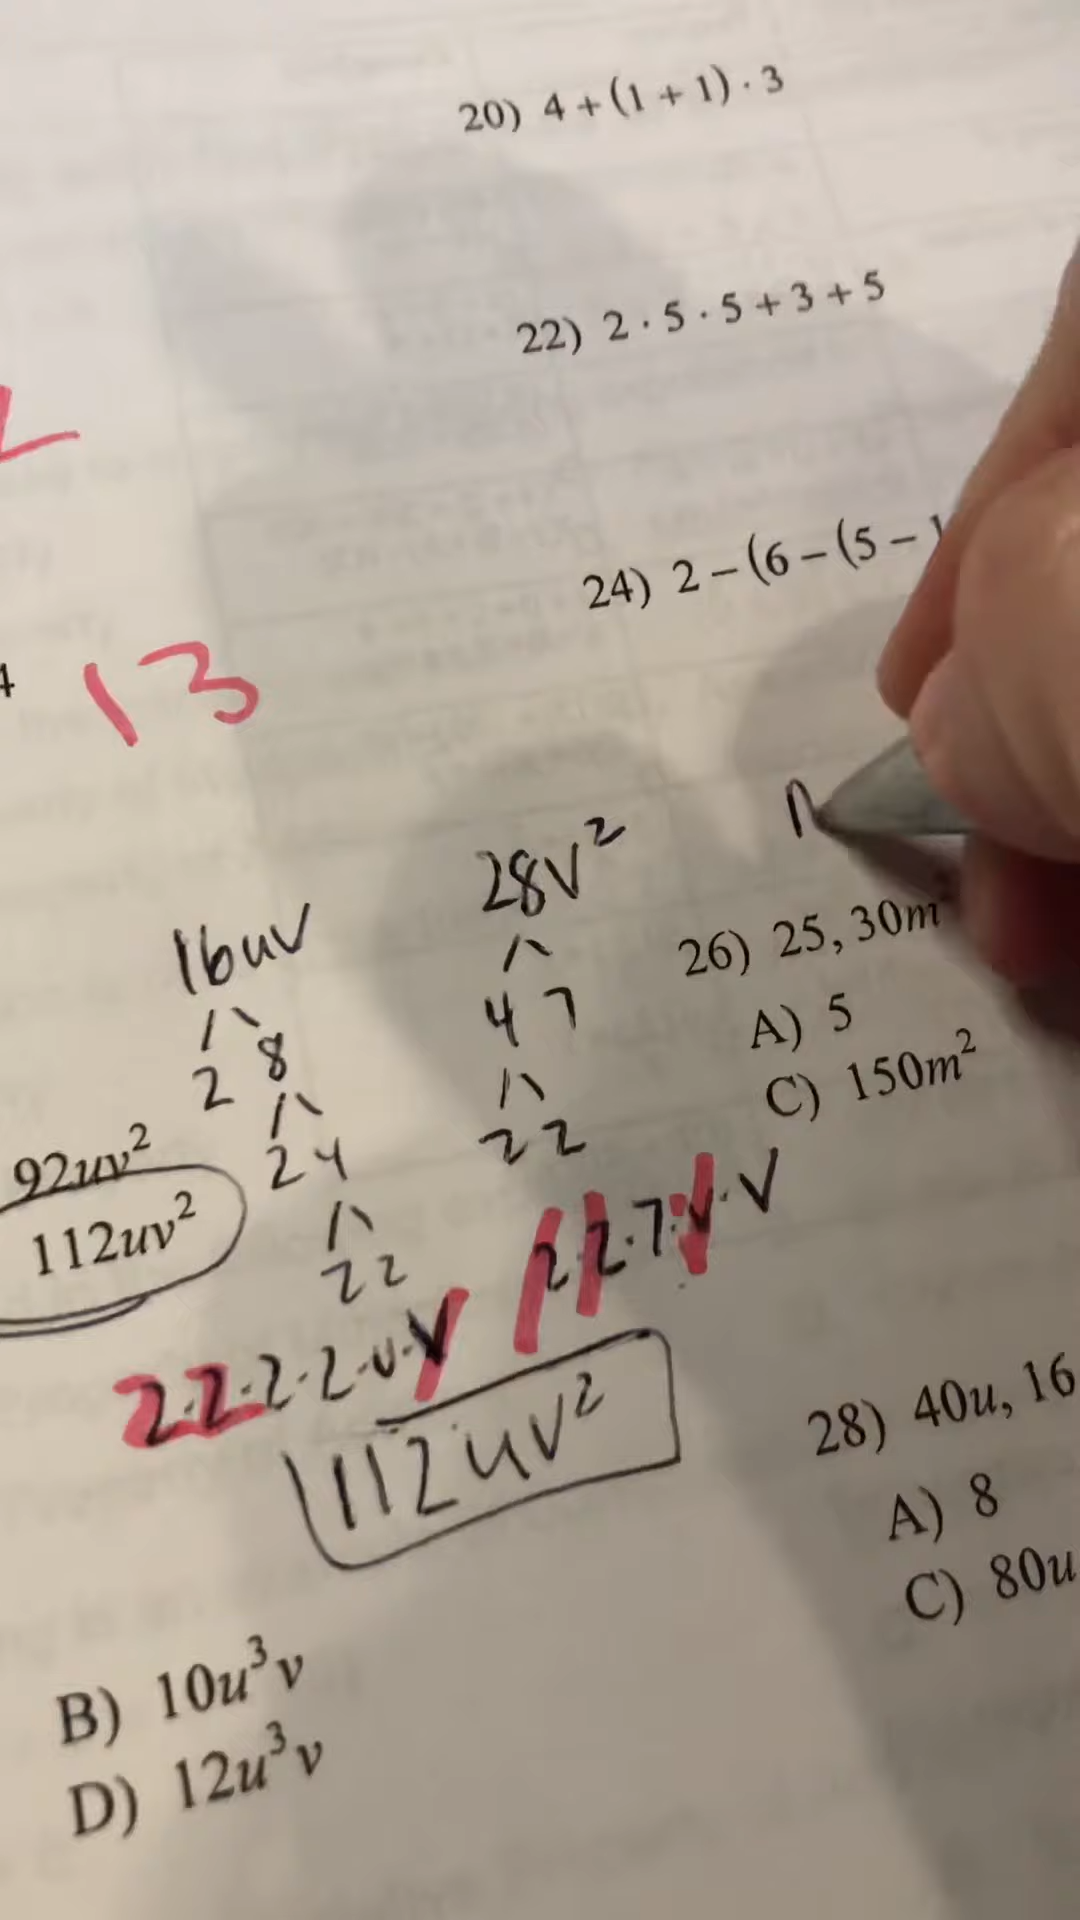 20) 4 + (1 + 1) · 3
22) 2 · 5 · 5 + 3 + 5
24) 2 − (6 − (5 −
13
28V²
16uv
4 7
2 8
2 2
2 4
2 2
92uv²
112uv²
2·2·7·V·V
2·2·2·2·u·V
112uv²
26) 25, 30m²
A) 5
C) 150m²
28) 40u, 16
A) 8
C) 80u
B) 10u³v
D) 12u³v